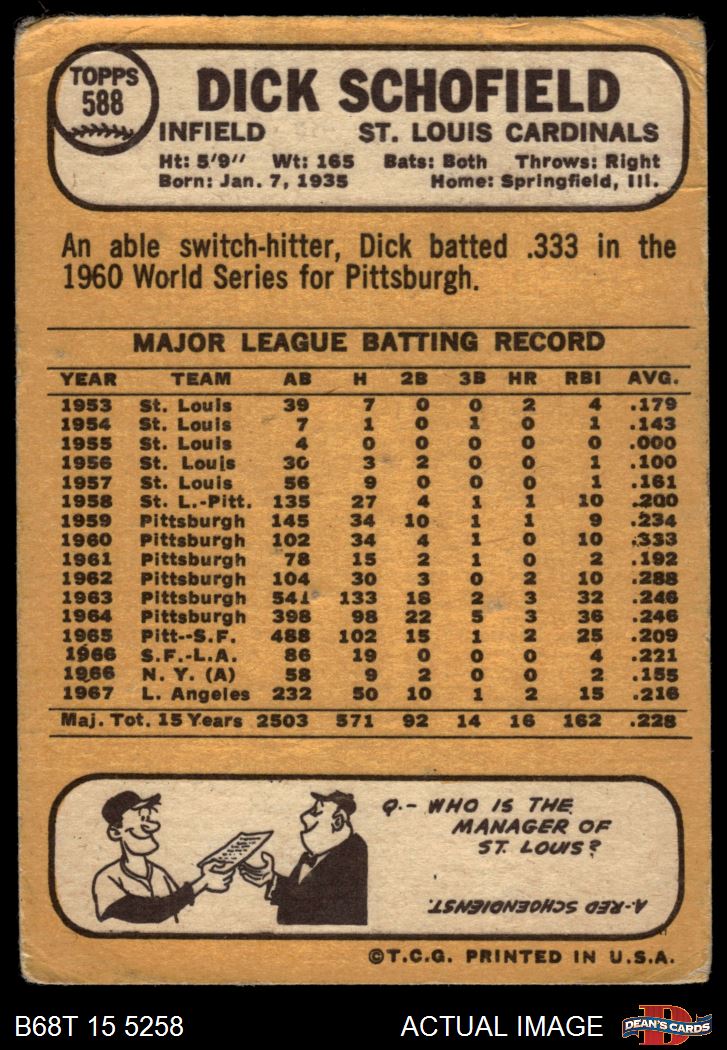 TOPPS
588
DICK SCHOFIELD
INFIELD ST. LOUIS CARDINALS
Ht: 5'9" Wt: 165 Bats: Both Throws: Right
Born: Jan. 7, 1935 Home: Springfield, Ill.
An able switch-hitter, Dick batted .333 in the
1960 World Series for Pittsburgh.
MAJOR LEAGUE BATTING RECORD
YEAR TEAM AB H 2B 3B HR RBI AVG.
1953 St. Louis 39 7 0 0 2 4 .179
1954 St. Louis 7 1 0 1 0 1 .143
1955 St. Louis 4 0 0 0 0 0 .000
1956 St. Louis 30 3 2 0 0 1 .100
1957 St. Louis 56 9 0 0 0 1 .161
1958 St. L.-Pitt. 135 27 4 1 1 10 .200
1959 Pittsburgh 145 34 10 1 1 9 .234
1960 Pittsburgh 102 34 4 1 0 10 .333
1961 Pittsburgh 78 15 2 1 0 2 .192
1962 Pittsburgh 104 30 3 0 2 10 .288
1963 Pittsburgh 541 133 18 2 3 32 .246
1964 Pittsburgh 398 98 22 5 3 36 .246
1965 Pitt--S.F. 488 102 15 1 2 25 .209
1966 S.F.-L.A. 86 19 0 0 0 4 .221
1966 N. Y. (A) 58 9 2 0 0 2 .155
1967 L. Angeles 232 50 10 1 2 15 .216
Maj. Tot. 15 Years 2503 571 92 14 16 162 .228
Q.- WHO IS THE
MANAGER OF
ST. LOUIS?
A-RED SCHOENDIENST.
©T.C.G. PRINTED IN U.S.A.
B68T 15 5258 ACTUAL IMAGE
D
DEAN'S CARDS